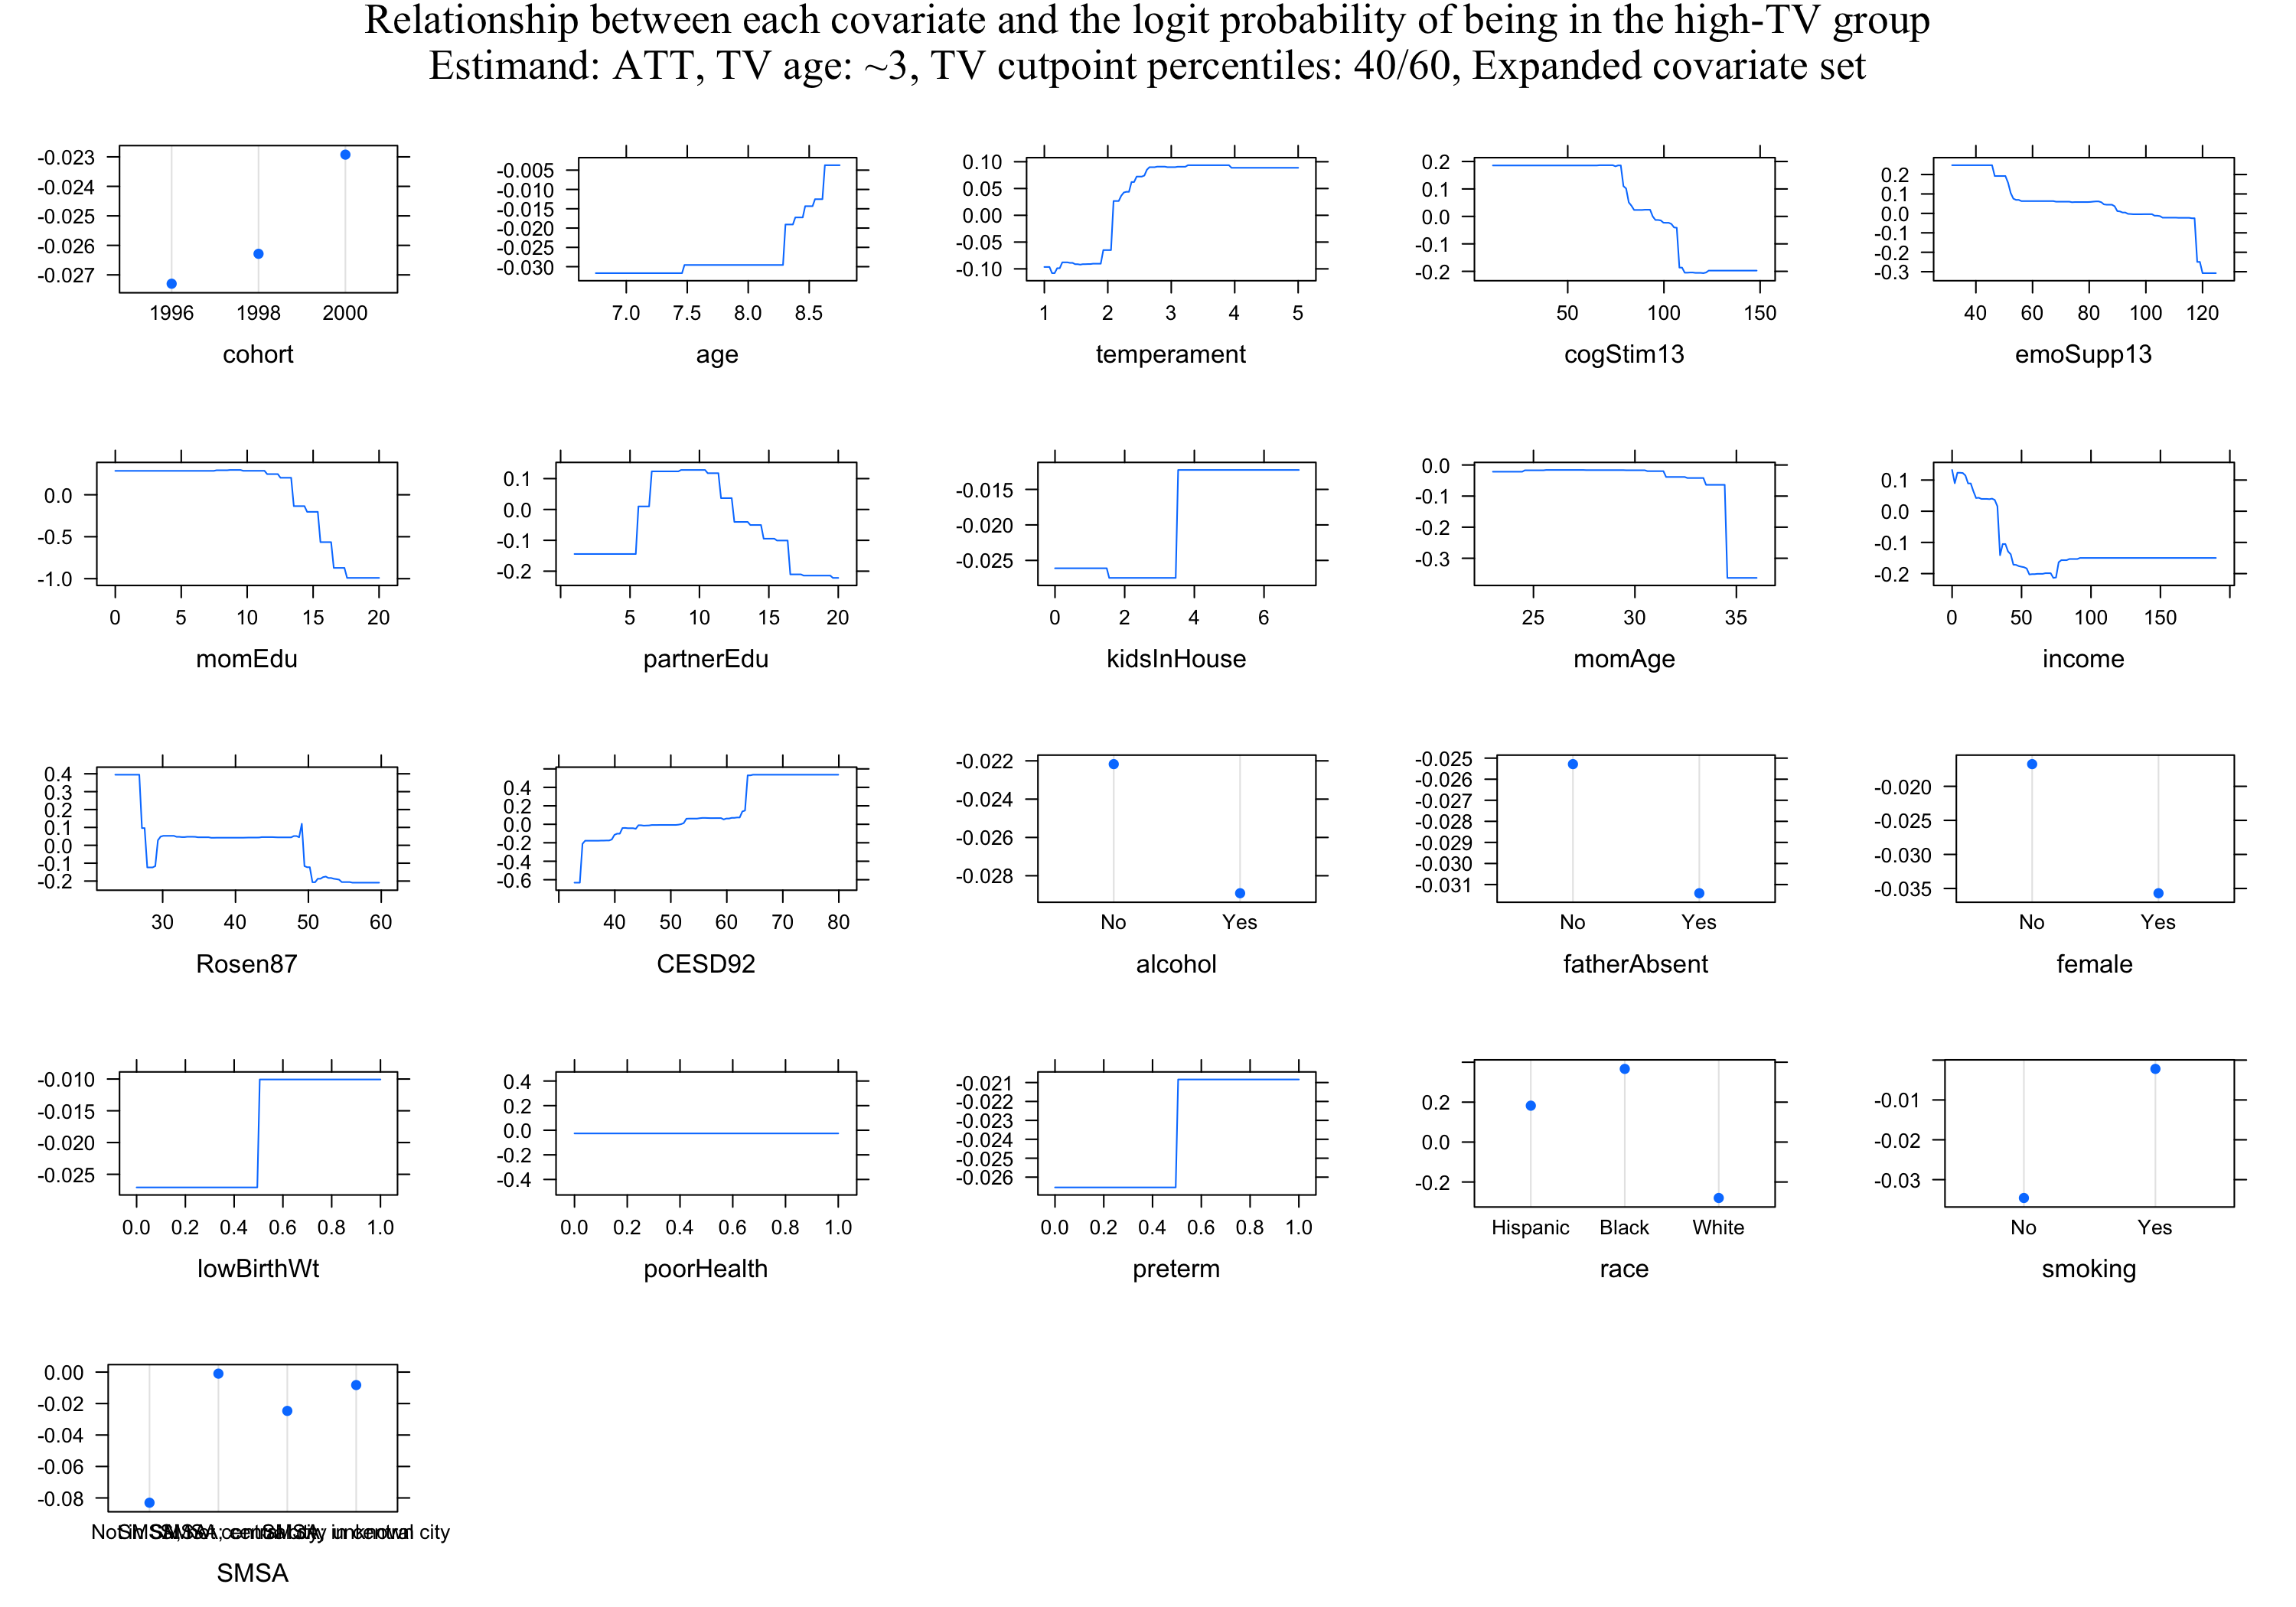 Relationship between each covariate and the logit probability of being in the high-TV group
Estimand: ATT, TV age: ~3, TV cutpoint percentiles: 40/60, Expanded covariate set
-0.023
-0.024
-0.025
-0.026
-0.027
1996 1998 2000
cohort
-0.005
-0.010
-0.015
-0.020
-0.025
-0.030
7.0 7.5 8.0 8.5
age
0.10
0.05
0.00
-0.05
-0.10
1 2 3 4 5
temperament
0.2
0.1
0.0
-0.1
-0.2
50 100 150
cogStim13
0.2
0.1
0.0
-0.1
-0.2
-0.3
40 60 80 100 120
emoSupp13
0.0
-0.5
-1.0
0 5 10 15 20
momEdu
0.1
0.0
-0.1
-0.2
5 10 15 20
partnerEdu
-0.015
-0.020
-0.025
0 2 4 6
kidsInHouse
0.0
-0.1
-0.2
-0.3
25 30 35
momAge
0.1
0.0
-0.1
-0.2
0 50 100 150
income
0.4
0.3
0.2
0.1
0.0
-0.1
-0.2
30 40 50 60
Rosen87
0.4
0.2
0.0
-0.2
-0.4
-0.6
40 50 60 70 80
CESD92
-0.022
-0.024
-0.026
-0.028
No Yes
alcohol
-0.025
-0.026
-0.027
-0.028
-0.029
-0.030
-0.031
No Yes
fatherAbsent
-0.020
-0.025
-0.030
-0.035
No Yes
female
-0.010
-0.015
-0.020
-0.025
0.0 0.2 0.4 0.6 0.8 1.0
lowBirthWt
0.4
0.2
0.0
-0.2
-0.4
0.0 0.2 0.4 0.6 0.8 1.0
poorHealth
-0.021
-0.022
-0.023
-0.024
-0.025
-0.026
0.0 0.2 0.4 0.6 0.8 1.0
preterm
0.2
0.0
-0.2
Hispanic Black White
race
-0.01
-0.02
-0.03
No Yes
smoking
0.00
-0.02
-0.04
-0.06
-0.08
city
SMSA